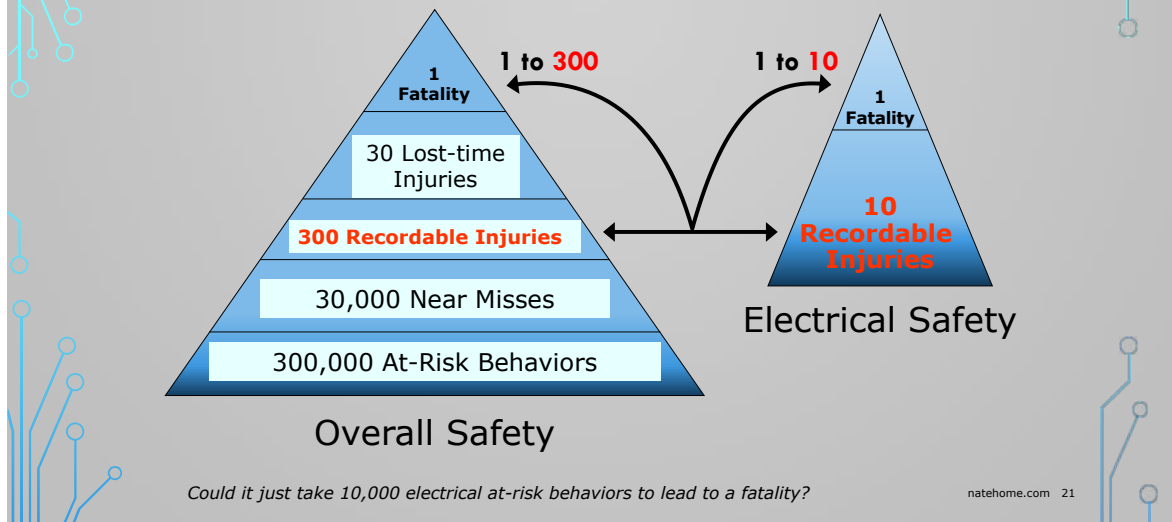 1 to 300
1 to 10
1
Fatality
30 Lost-time
Injuries
300 Recordable Injuries
30,000 Near Misses
300,000 At-Risk Behaviors
Overall Safety
1
Fatality
10
Recordable
Injuries
Electrical Safety
Could it just take 10,000 electrical at-risk behaviors to lead to a fatality?
natehome.com 21